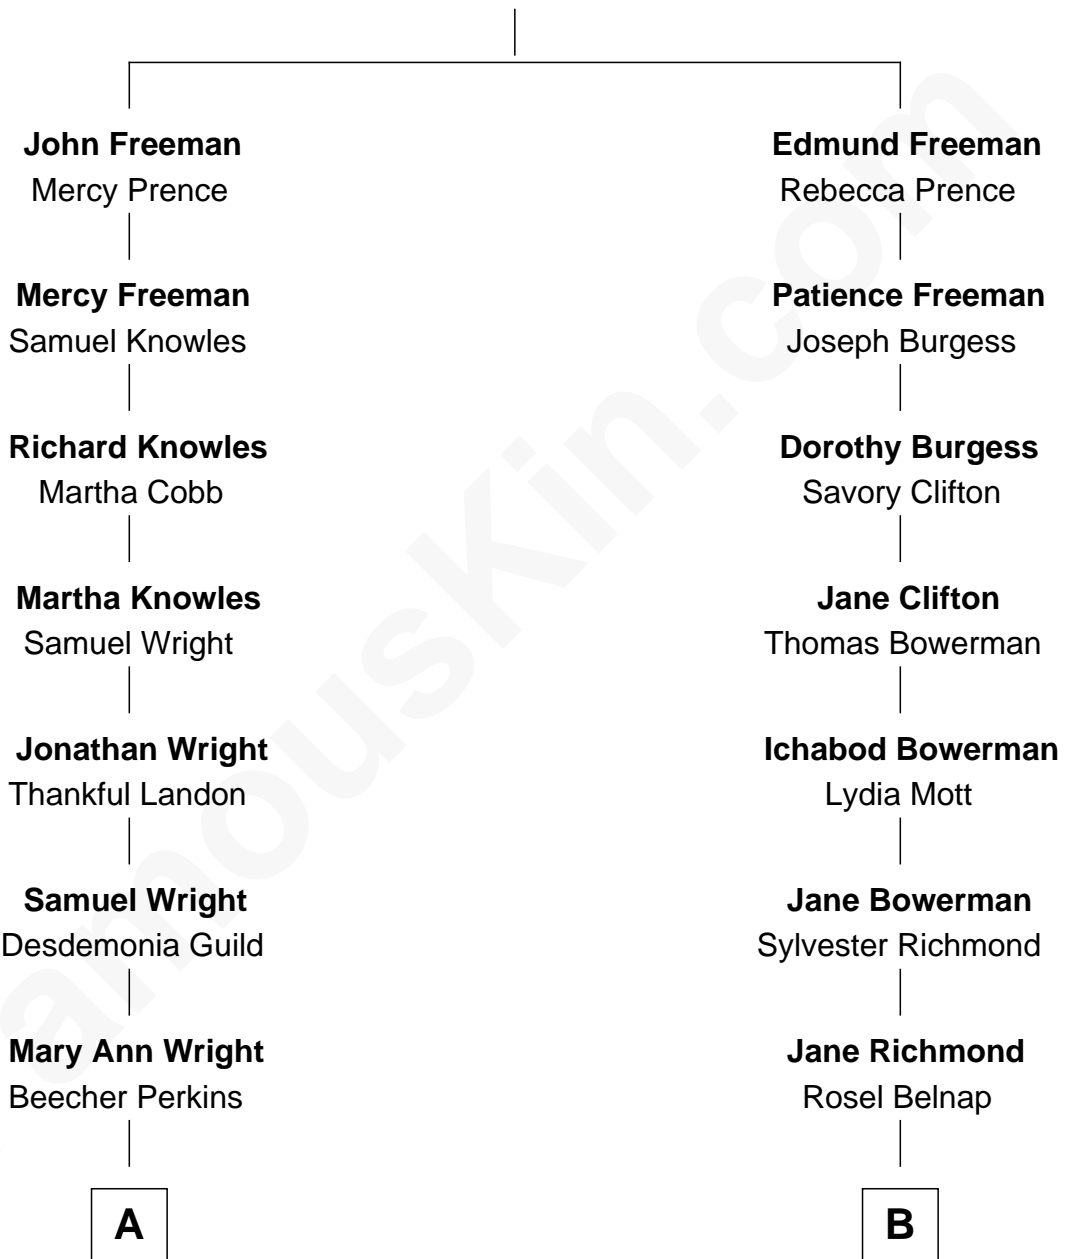 John Freeman
Mercy Prence
Edmund Freeman
Rebecca Prence
Mercy Freeman
Samuel Knowles
Patience Freeman
Joseph Burgess
Richard Knowles
Martha Cobb
Dorothy Burgess
Savory Clifton
Martha Knowles
Samuel Wright
Jane Clifton
Thomas Bowerman
Jonathan Wright
Thankful Landon
Ichabod Bowerman
Lydia Mott
Samuel Wright
Desdemonia Guild
Jane Bowerman
Sylvester Richmond
Mary Ann Wright
Beecher Perkins
Jane Richmond
Rosel Belnap
A
B
amousKin.com